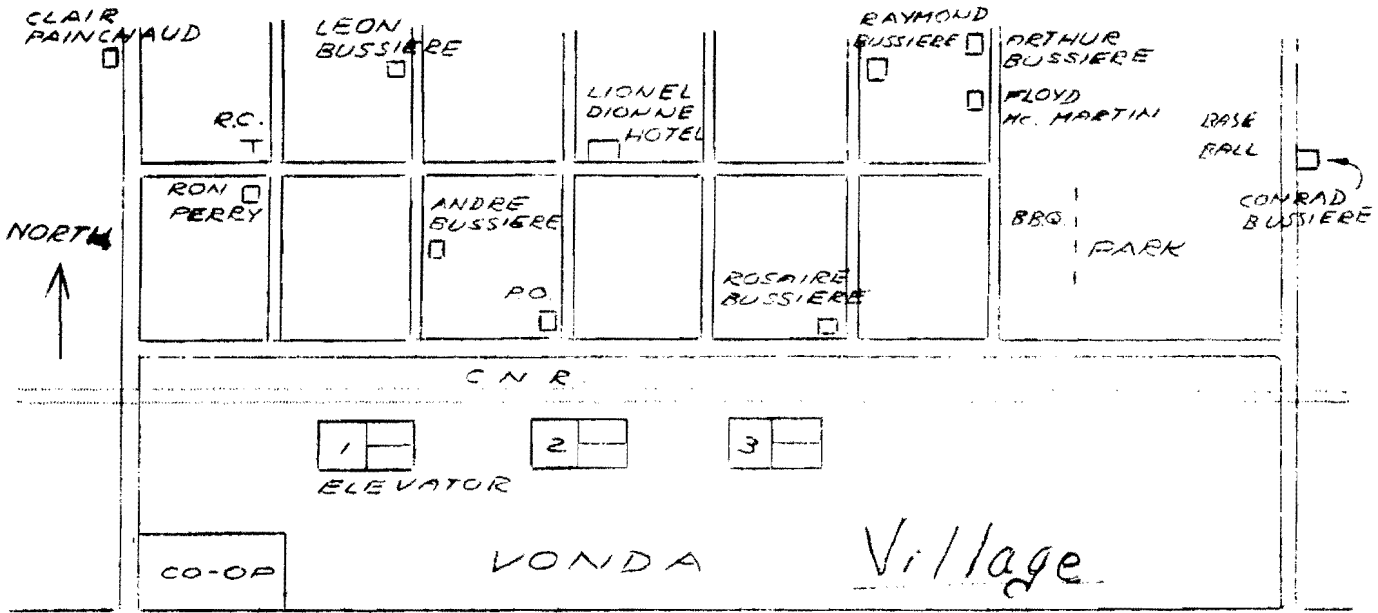 CLAIR
PAINCHAUD
LEON
BUSSIERE
RAYMOND
BUSSIERE
ARTHUR
BUSSIERE
LIONEL
DIONNE
HOTEL
FLOYD
Mc. MARTIN
BASE
BALL
R.C.
CONRAD
BUSSIERE
RON
PERRY
ANDRE
BUSSIERE
NORTH
BBQ
PARK
P.O.
ROSAIRE
BUSSIERE
C N R.
1
2
3
ELEVATOR
CO-OP
VONDA
Village